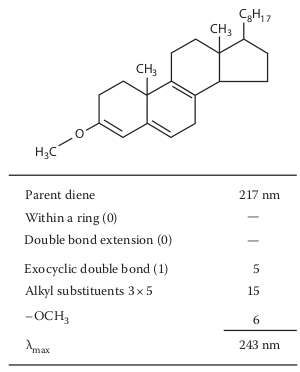 C₈H₁₇
CH₃
CH₃
O
H₃C
Parent diene 217 nm
Within a ring (0) —
Double bond extension (0) —
Exocyclic double bond (1) 5
Alkyl substituents 3 × 5 15
–OCH₃ 6
λmax 243 nm